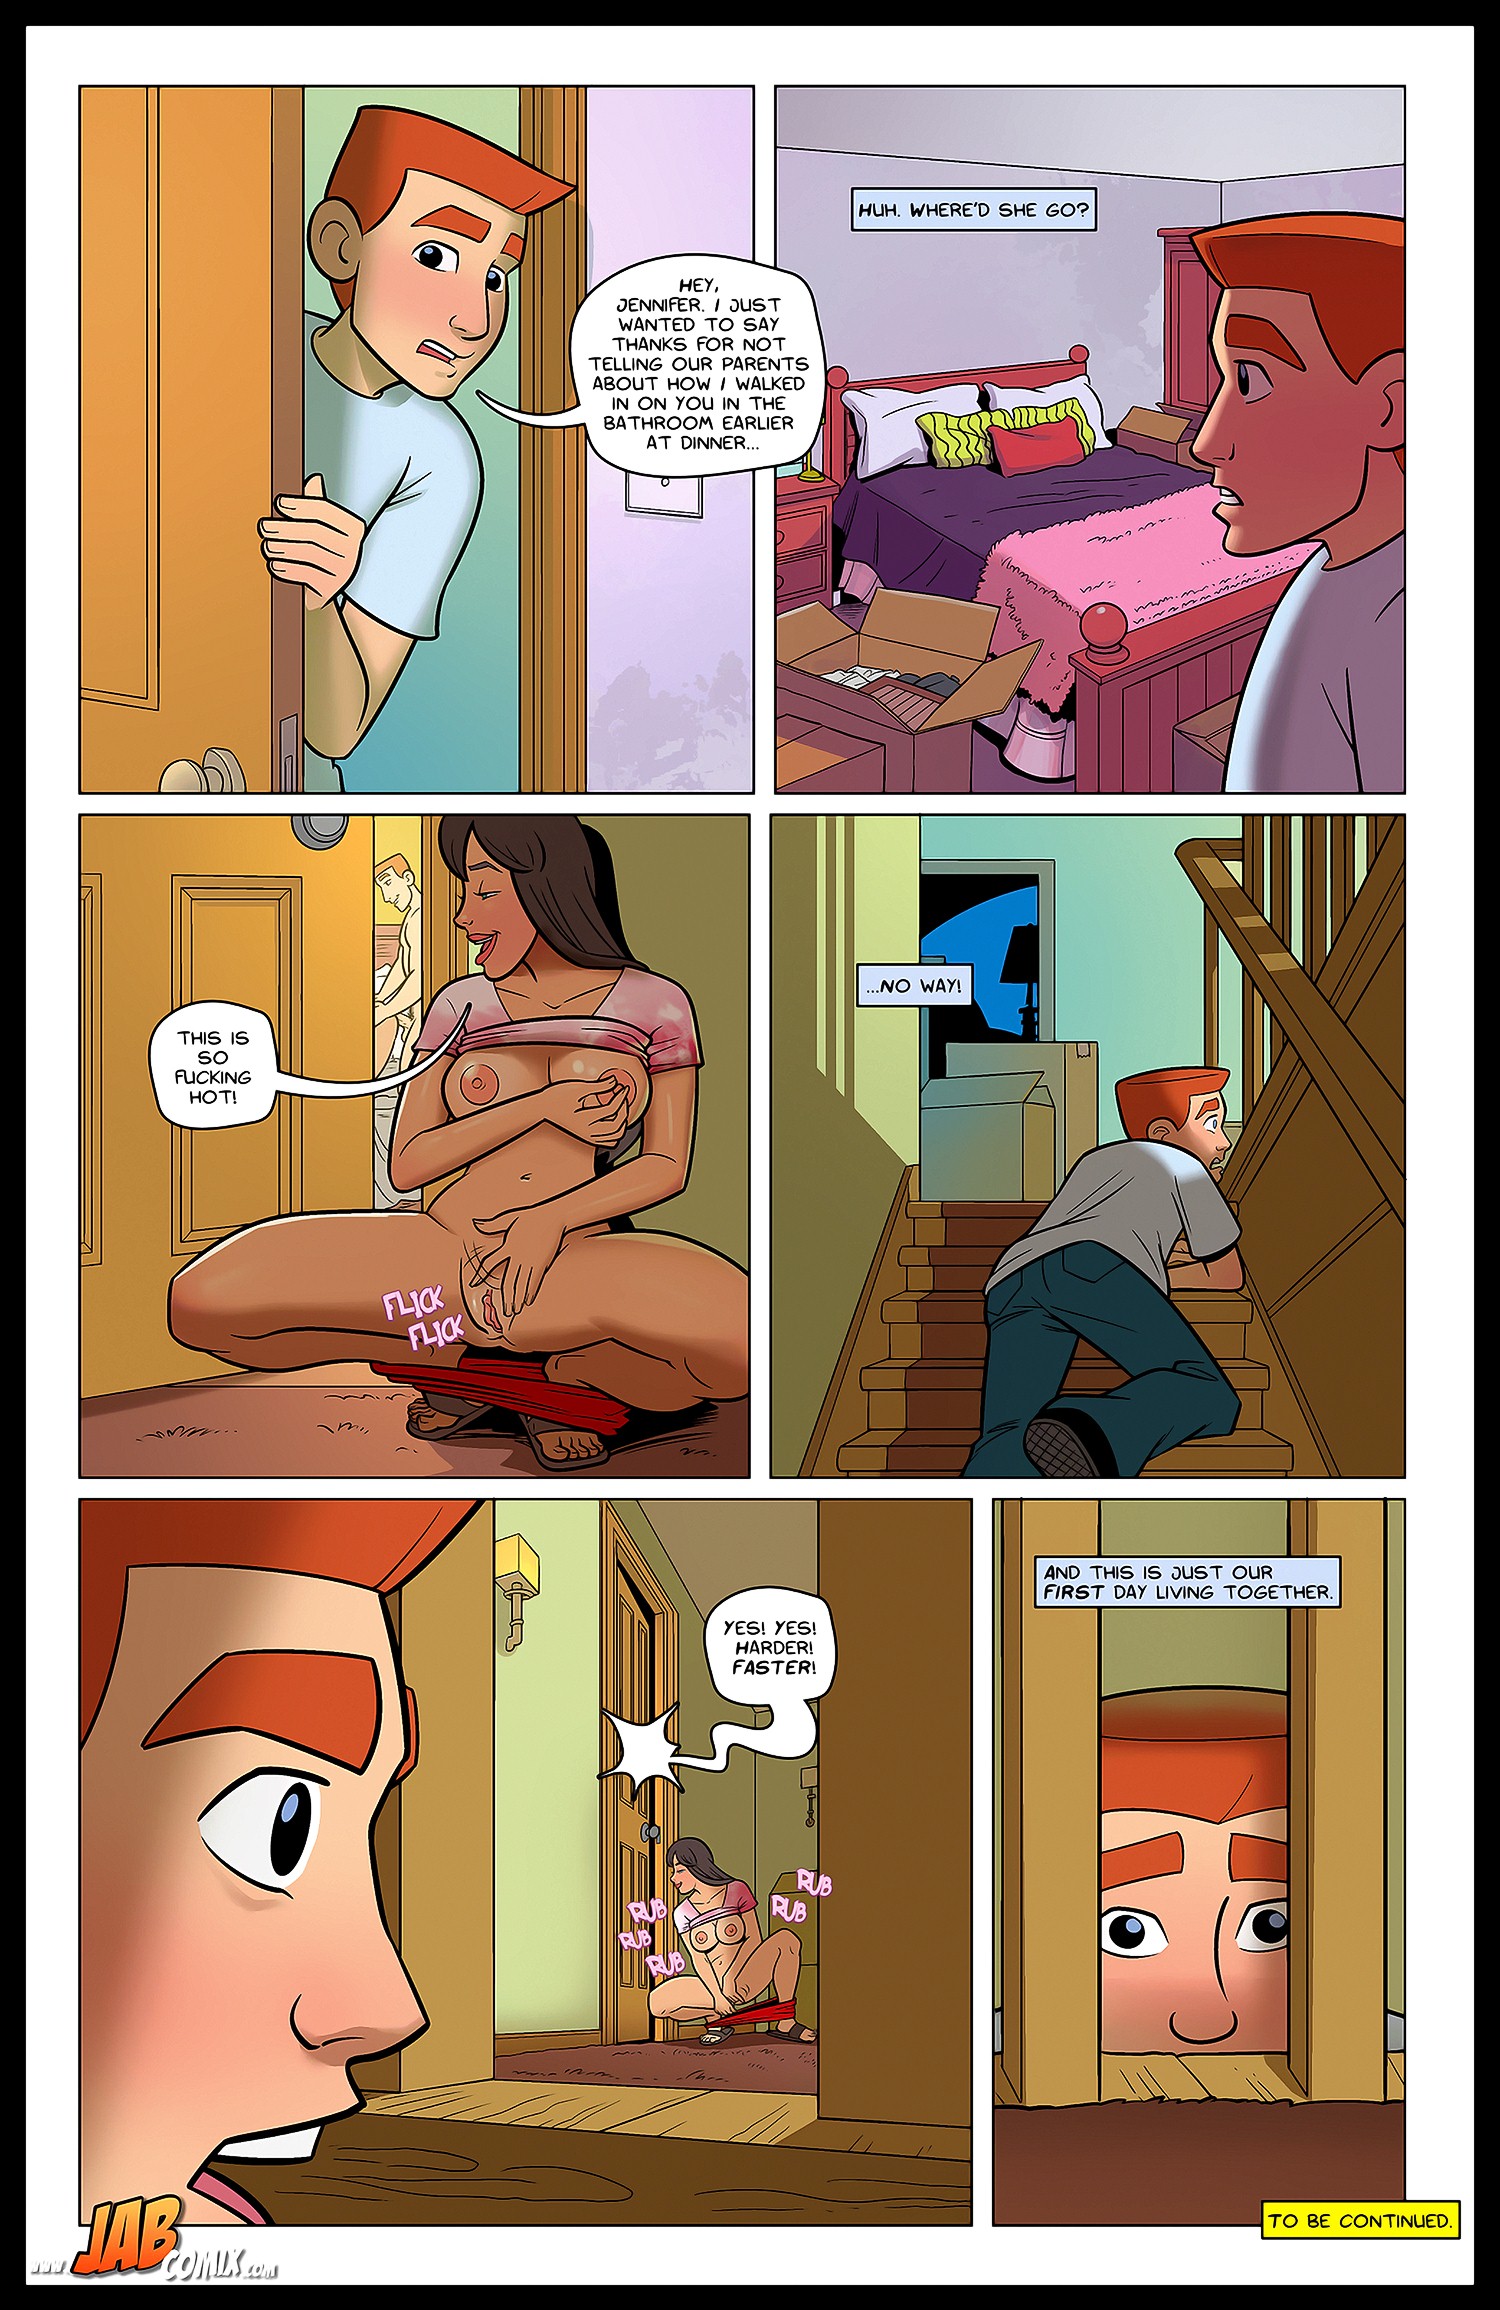 HEY,
JENNIFER. I JUST
WANTED TO SAY
THANKS FOR NOT
TELLING OUR PARENTS
ABOUT HOW I WALKED
IN ON YOU IN THE
BATHROOM EARLIER
AT DINNER...
HUH. WHERE'D SHE GO?
THIS IS
SO
FUCKING
HOT!
FLICK
FLICK
...NO WAY!
YES! YES!
HARDER!
FASTER!
RUB
RUB
RUB
RUB
RUB
AND THIS IS JUST OUR
FIRST DAY LIVING TOGETHER.
TO BE CONTINUED.
www.JABCOMIX.com